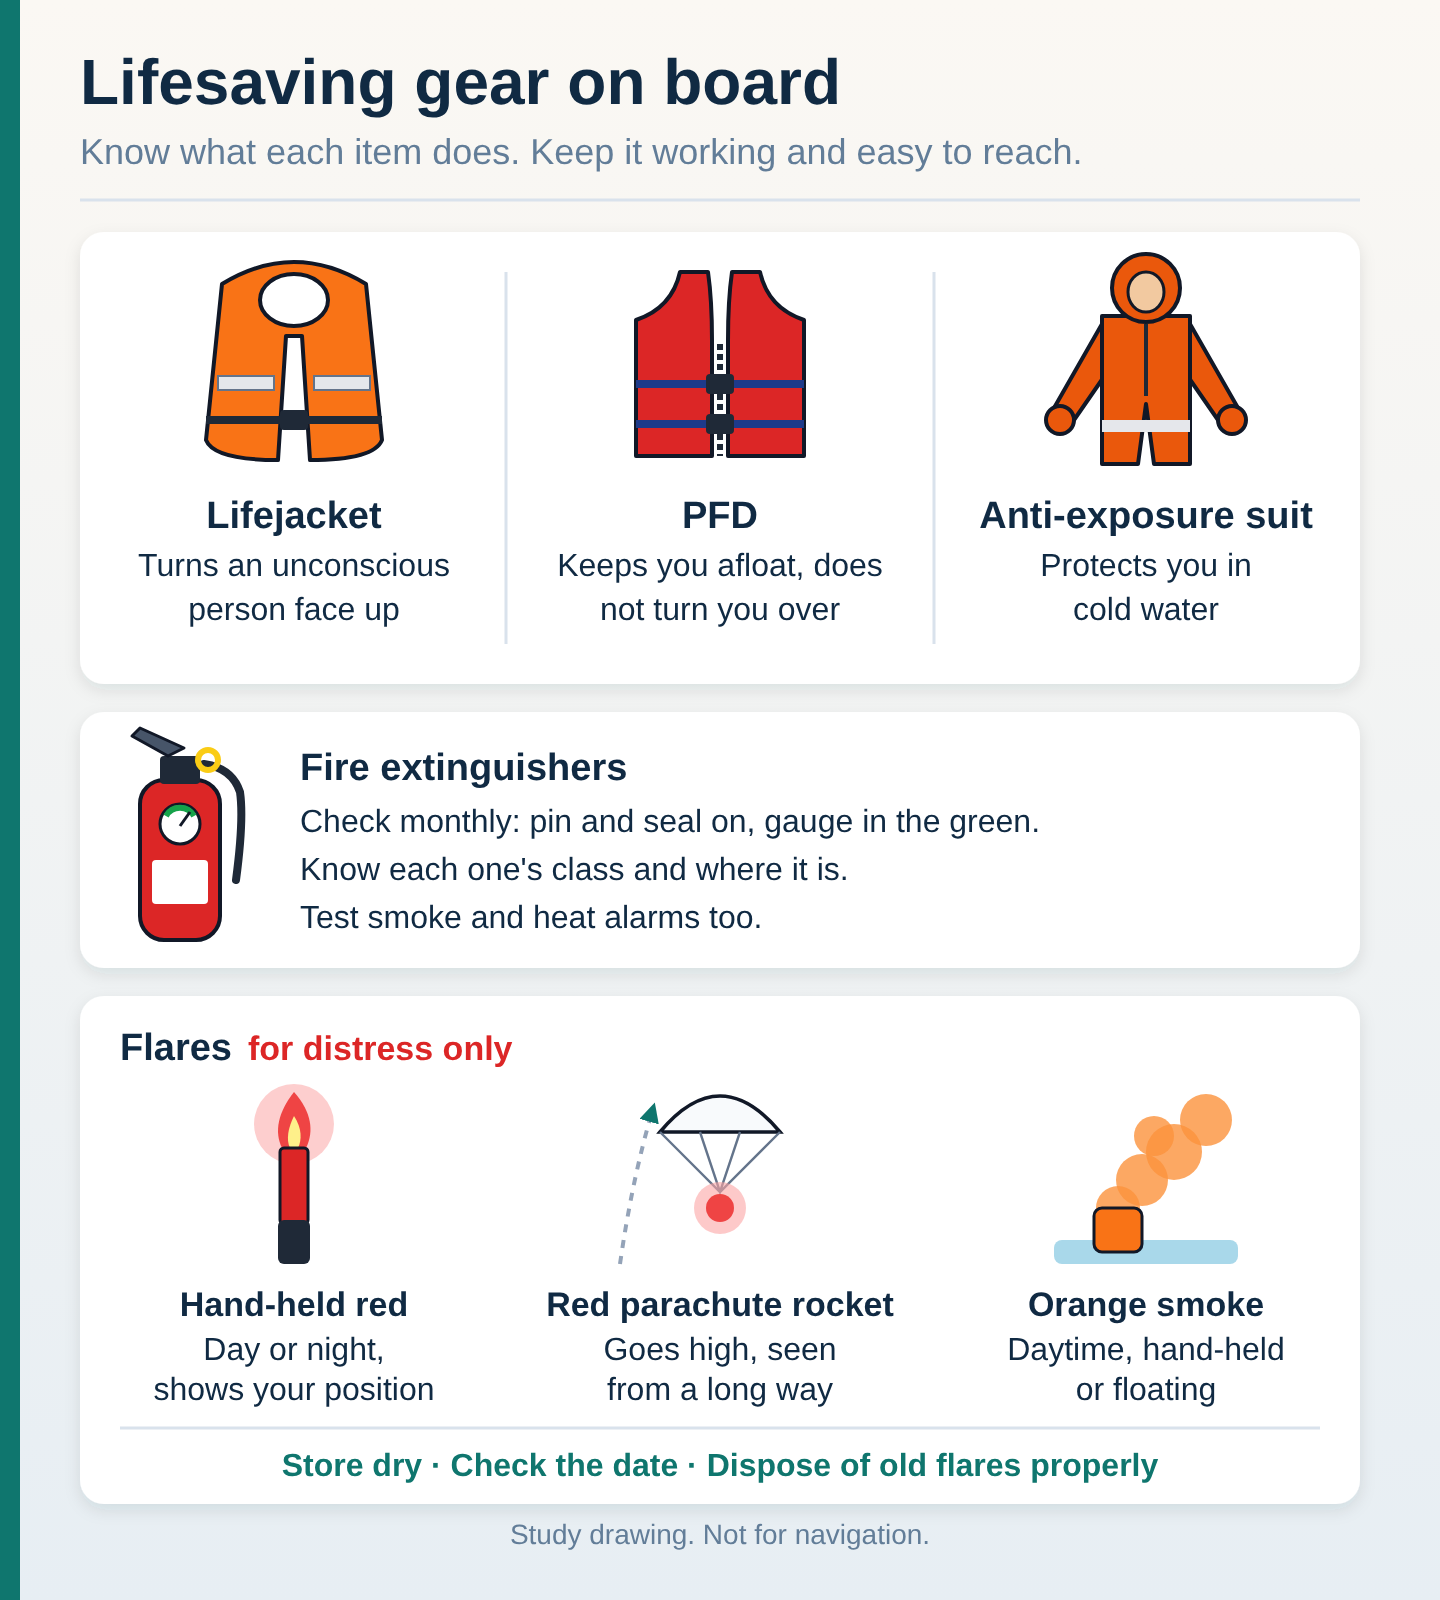 Lifesaving gear on board
Know what each item does. Keep it working and easy to reach.
Lifejacket
Turns an unconscious
person face up
PFD
Keeps you afloat, does
not turn you over
Anti-exposure suit
Protects you in
cold water
Fire extinguishers
Check monthly: pin and seal on, gauge in the green.
Know each one's class and where it is.
Test smoke and heat alarms too.
Flares for distress only
Hand-held red
Day or night,
shows your position
Red parachute rocket
Goes high, seen
from a long way
Orange smoke
Daytime, hand-held
or floating
Store dry · Check the date · Dispose of old flares properly
Study drawing. Not for navigation.